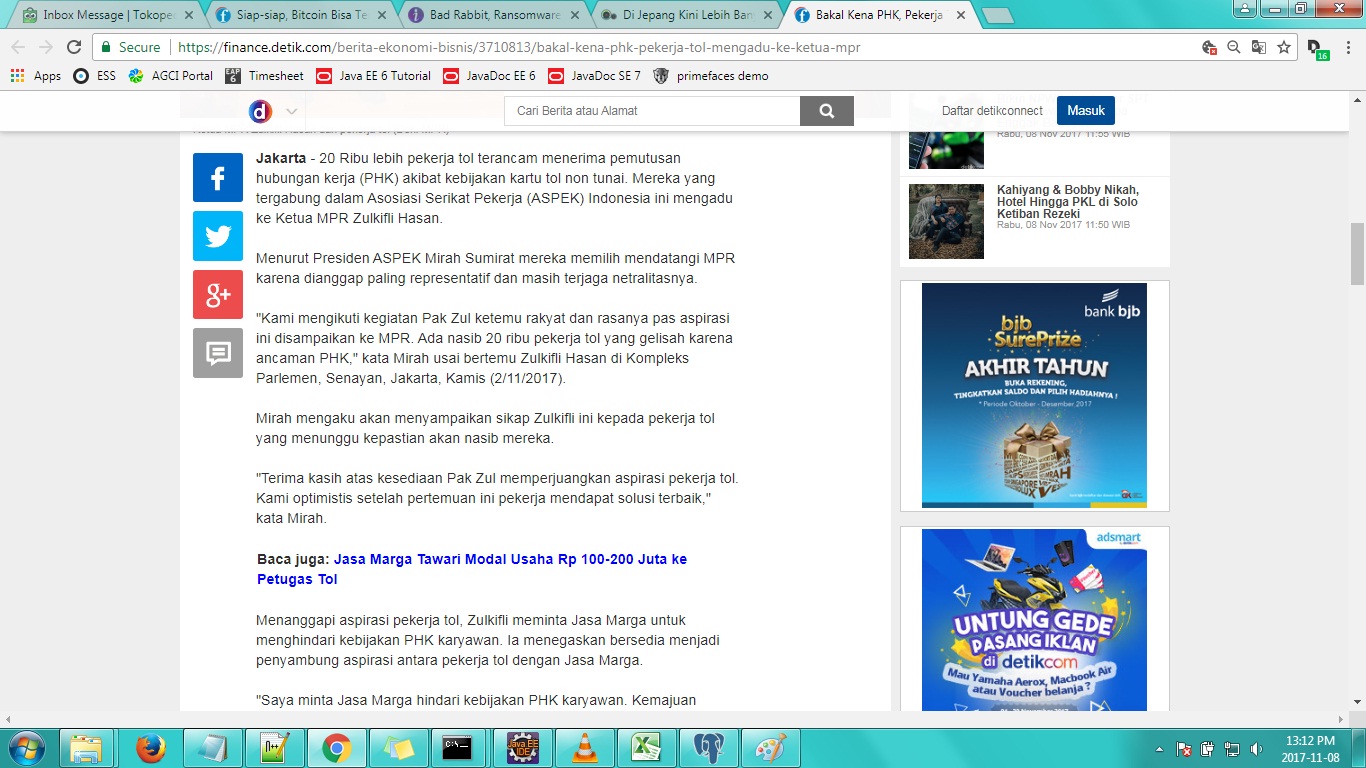 Inbox Message | Tokoped
Siap-siap, Bitcoin Bisa Te
Bad Rabbit, Ransomware
Di Jepang Kini Lebih Ban
Bakal Kena PHK, Pekerja
Secure
https://finance.detik.com/berita-ekonomi-bisnis/3710813/bakal-kena-phk-pekerja-tol-mengadu-ke-ketua-mpr
16
Apps
ESS
AGCI Portal
EAP 6
Timesheet
Java EE 6 Tutorial
JavaDoc EE 6
JavaDoc SE 7
primefaces demo
d
Cari Berita atau Alamat
Daftar detikconnect
Masuk
Rabu, 08 Nov 2017 11:55 WIB
Jakarta - 20 Ribu lebih pekerja tol terancam menerima pemutusan
hubungan kerja (PHK) akibat kebijakan kartu tol non tunai. Mereka yang
tergabung dalam Asosiasi Serikat Pekerja (ASPEK) Indonesia ini mengadu
ke Ketua MPR Zulkifli Hasan.
Menurut Presiden ASPEK Mirah Sumirat mereka memilih mendatangi MPR
karena dianggap paling representatif dan masih terjaga netralitasnya.
"Kami mengikuti kegiatan Pak Zul ketemu rakyat dan rasanya pas aspirasi
ini disampaikan ke MPR. Ada nasib 20 ribu pekerja tol yang gelisah karena
ancaman PHK," kata Mirah usai bertemu Zulkifli Hasan di Kompleks
Parlemen, Senayan, Jakarta, Kamis (2/11/2017).
Mirah mengaku akan menyampaikan sikap Zulkifli ini kepada pekerja tol
yang menunggu kepastian akan nasib mereka.
"Terima kasih atas kesediaan Pak Zul memperjuangkan aspirasi pekerja tol.
Kami optimistis setelah pertemuan ini pekerja mendapat solusi terbaik,"
kata Mirah.
Baca juga: Jasa Marga Tawari Modal Usaha Rp 100-200 Juta ke
Petugas Tol
Menanggapi aspirasi pekerja tol, Zulkifli meminta Jasa Marga untuk
menghindari kebijakan PHK karyawan. Ia menegaskan bersedia menjadi
penyambung aspirasi antara pekerja tol dengan Jasa Marga.
"Saya minta Jasa Marga hindari kebijakan PHK karyawan. Kemajuan
Kahiyang & Bobby Nikah,
Hotel Hingga PKL di Solo
Ketiban Rezeki
Rabu, 08 Nov 2017 11:50 WIB
bank bjb
bjb
SurePrize
AKHIR TAHUN
BUKA REKENING,
TINGKATKAN SALDO DAN PILIH HADIAHNYA !
* Periode Oktober - Desember 2017
adsmart
UNTUNG GEDE
PASANG IKLAN
di detikcom
Mau Yamaha Aerox, Macbook Air
atau Voucher belanja ?
Java EE
IDE
13:12 PM
2017-11-08